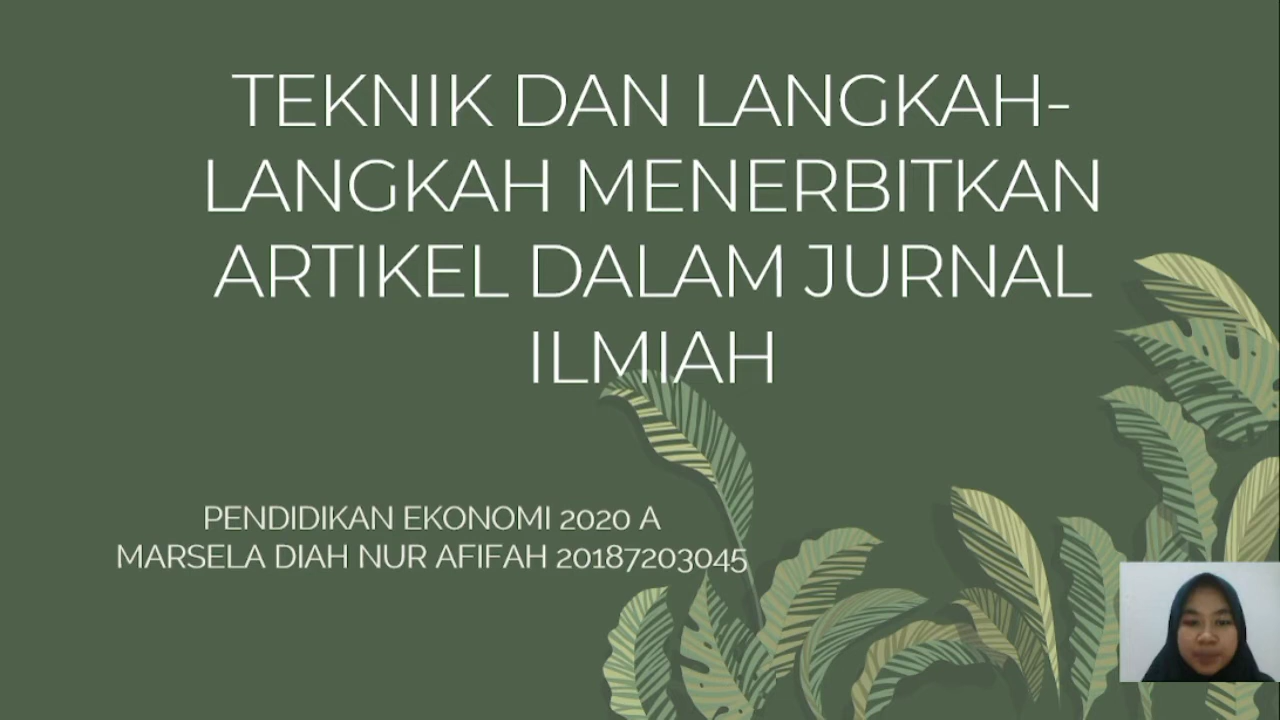 TEKNIK DAN LANGKAH-
LANGKAH MENERBITKAN
ARTIKEL DALAM JURNAL
ILMIAH
PENDIDIKAN EKONOMI 2020 A
MARSELA DIAH NUR AFIFAH 20187203045